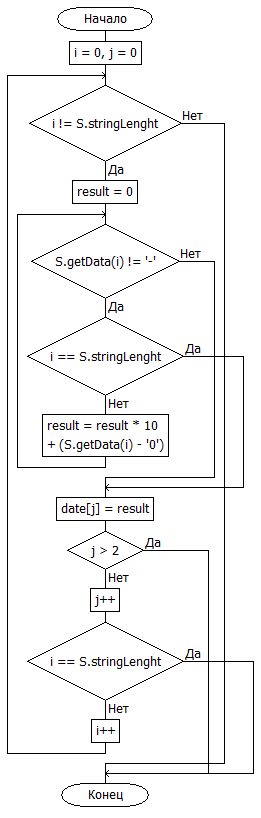 Начало
i = 0, j = 0
i != S.stringLenght
Нет
Да
result = 0
S.getData(i) != '-'
Нет
Да
i == S.stringLenght
Да
Нет
result = result * 10
+ (S.getData(i) - '0')
date[j] = result
j > 2
Да
Нет
j++
i == S.stringLenght
Да
Нет
i++
Конец